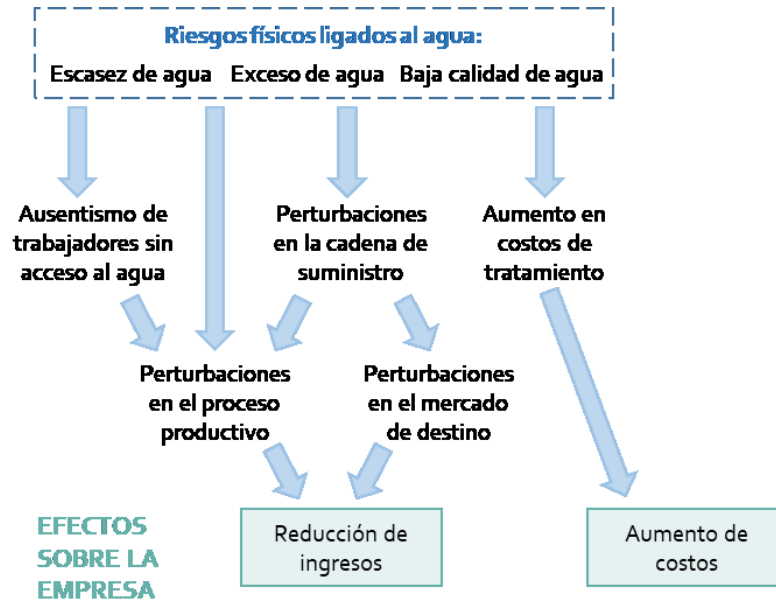 Riesgos físicos ligados al agua:
Escasez de agua Exceso de agua Baja calidad de agua
Ausentismo de
trabajadores sin
acceso al agua
Perturbaciones
en la cadena de
suministro
Aumento en
costos de
tratamiento
Perturbaciones
en el proceso
productivo
Perturbaciones
en el mercado
de destino
EFECTOS
SOBRE LA
EMPRESA
Reducción de
ingresos
Aumento de
costos